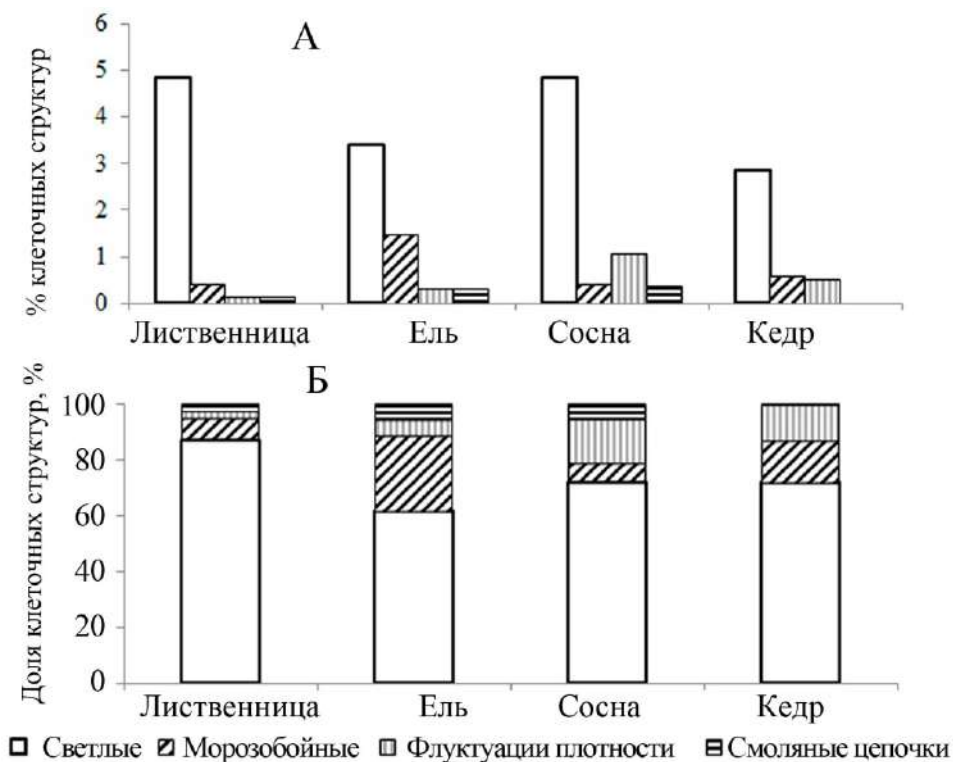 А
% клеточных структур
6
5
4
3
2
1
0
Лиственница Ель Сосна Кедр
Б
Доля клеточных структур, %
100
80
60
40
20
0
Лиственница Ель Сосна Кедр
Светлые Морозобойные Флуктуации плотности Смоляные цепочки